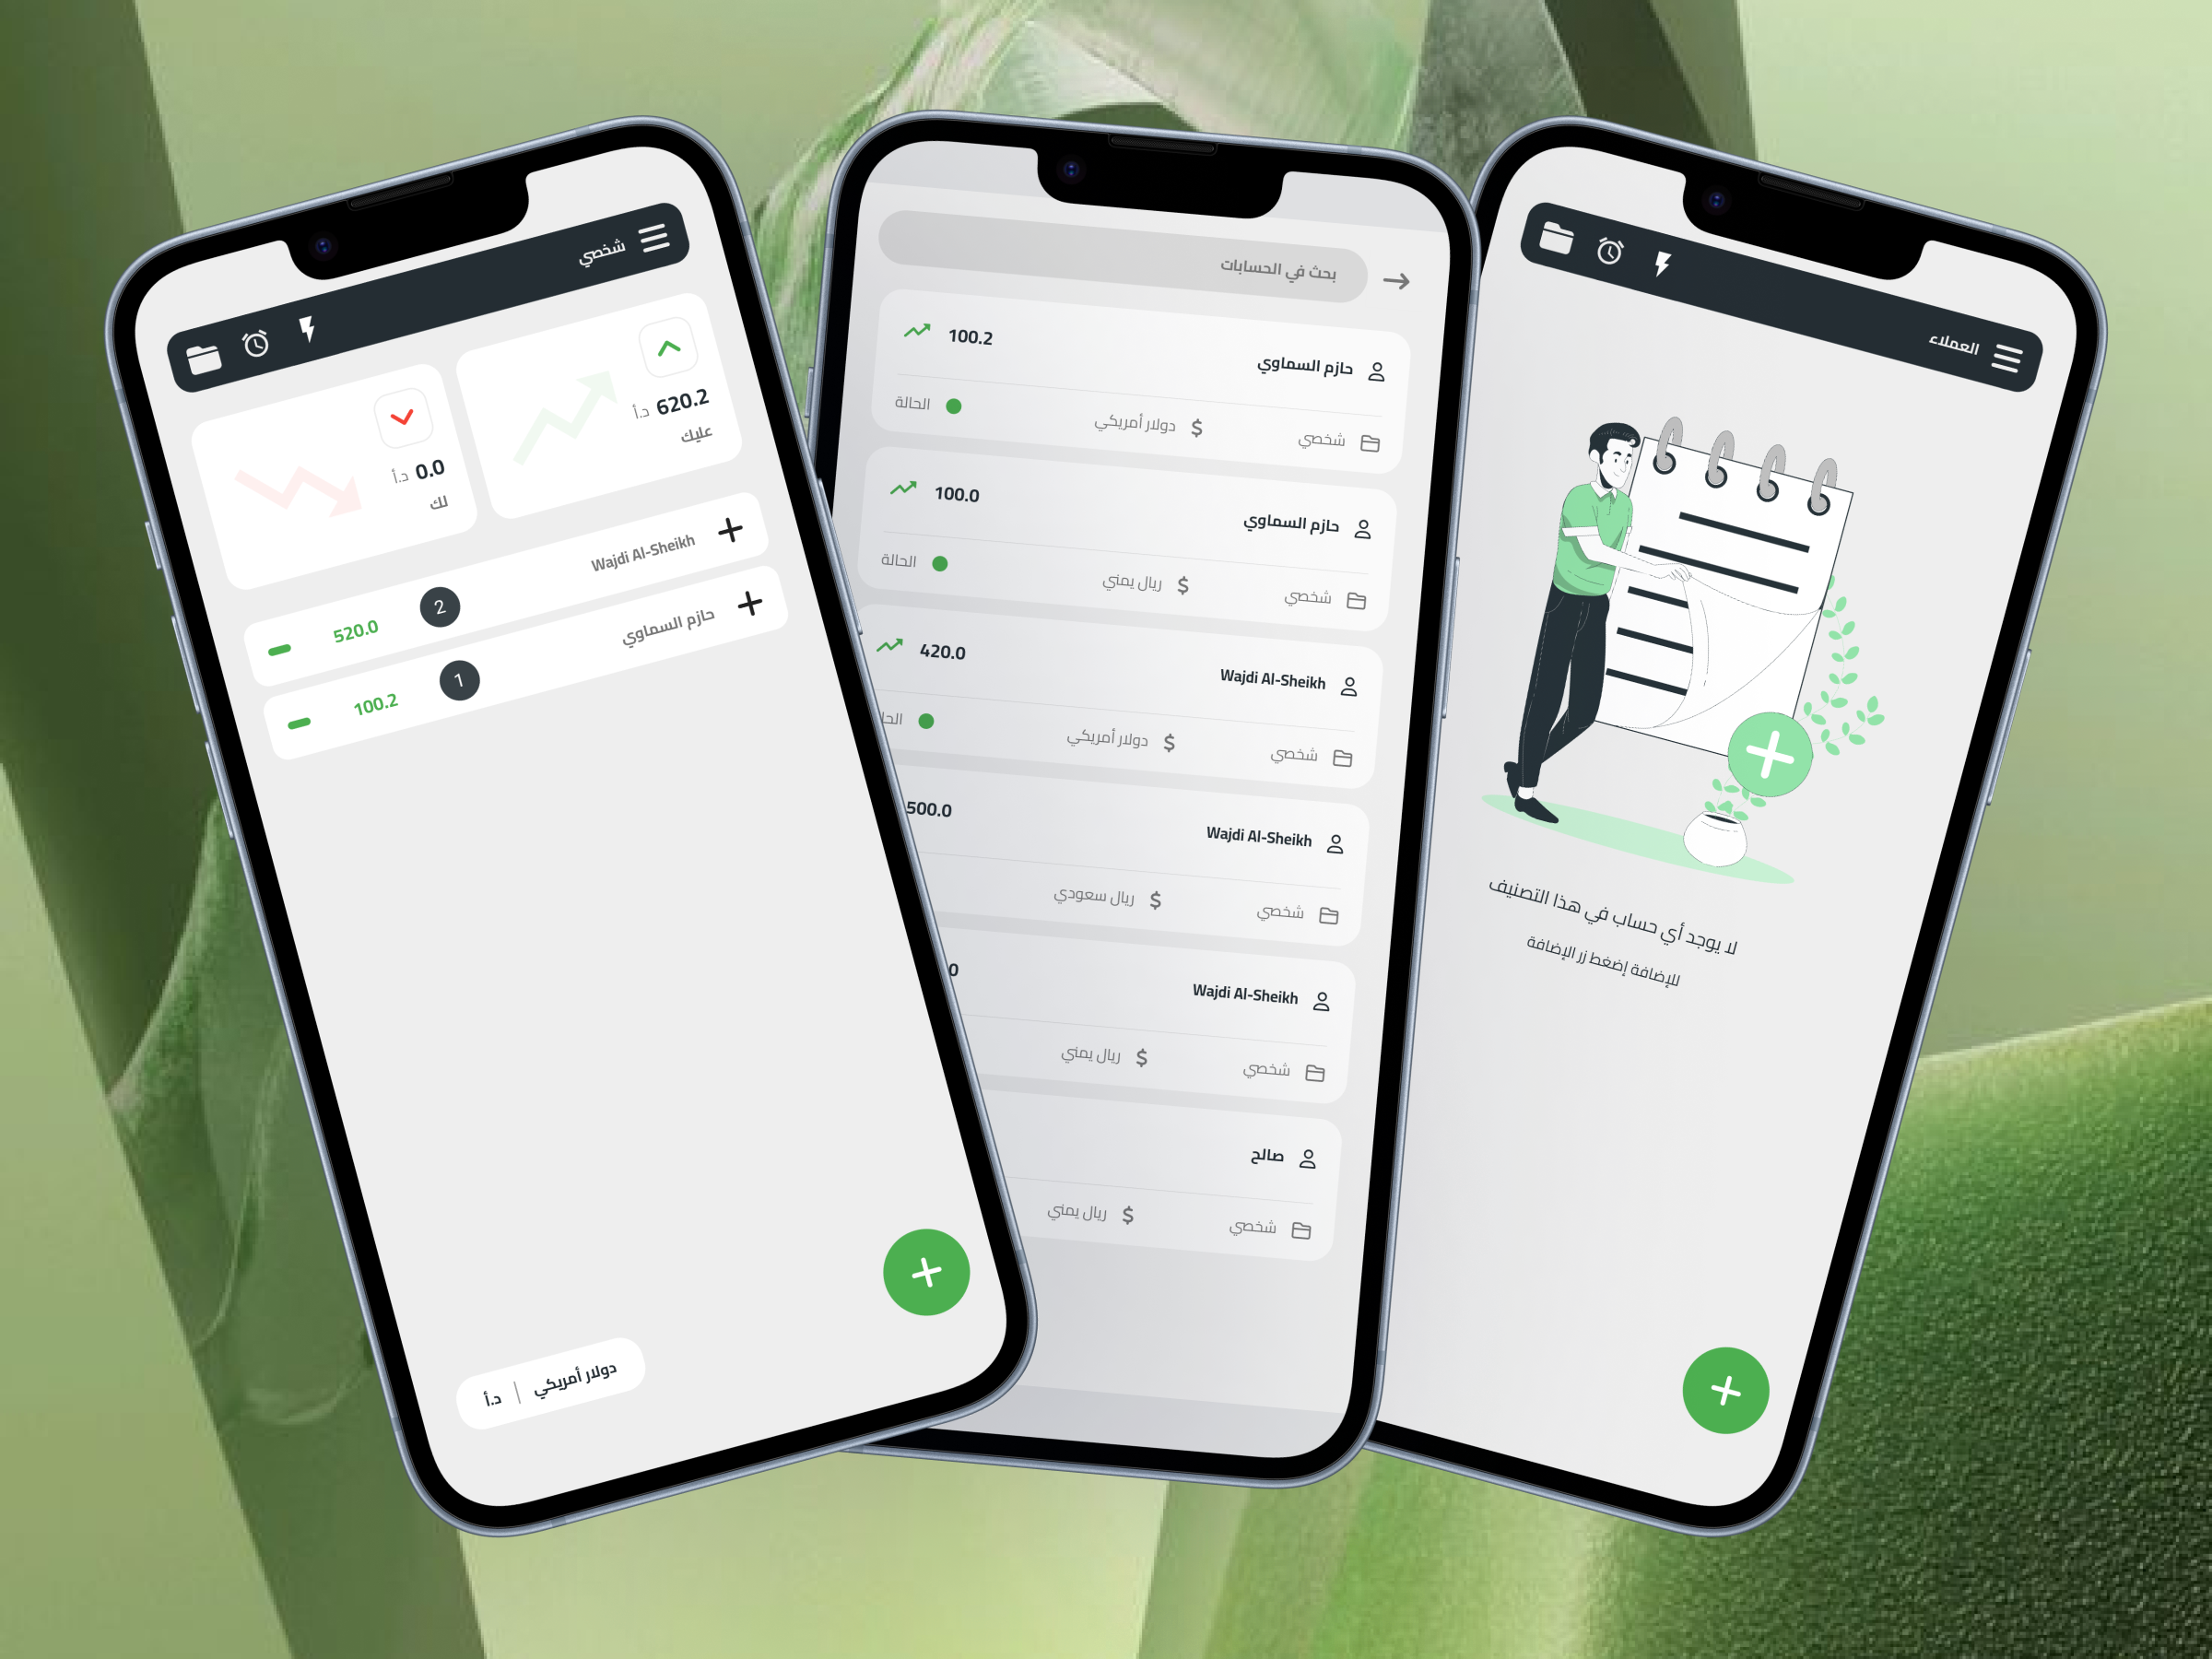 شخصي
620.2 د.أ
عليك
0.0 د.أ
لك
Wajdi Al-Sheikh 2 520.0
حازم السماوي 1 100.2
دولار أمريكي | د.أ
بحث في الحسابات
حازم السماوي 100.2
شخصي $ دولار أمريكي الحالة
حازم السماوي 100.0
شخصي $ ريال يمني الحالة
Wajdi Al-Sheikh 420.0
شخصي $ دولار أمريكي
Wajdi Al-Sheikh 500.0
شخصي $ ريال سعودي
Wajdi Al-Sheikh
شخصي $ ريال يمني
صالح
شخصي $ ريال يمني
العملاء
لا يوجد أي حساب في هذا التصنيف
للإضافة إضغط زر الإضافة